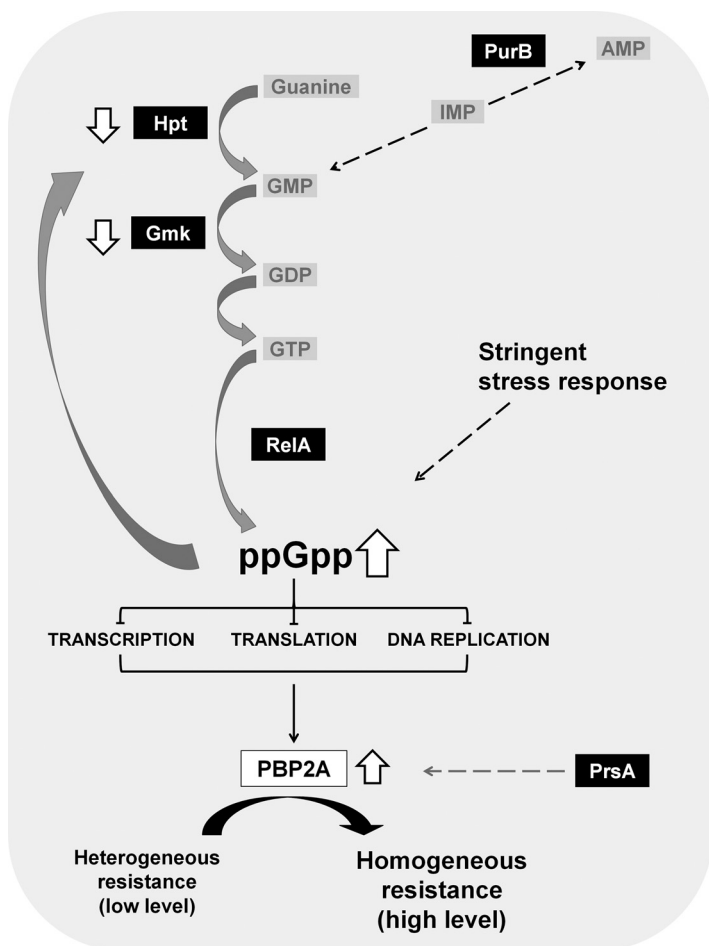 PurB
AMP
Guanine
Hpt
IMP
GMP
Gmk
GDP
GTP
Stringent
stress response
RelA
ppGpp
TRANSCRIPTION
TRANSLATION
DNA REPLICATION
PBP2A
PrsA
Heterogeneous
resistance
(low level)
Homogeneous
resistance
(high level)